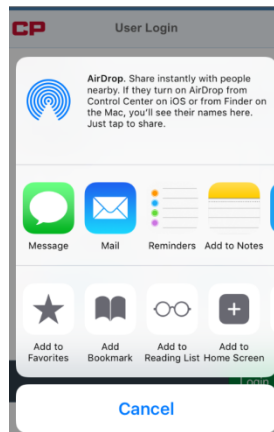 CP User Login
AirDrop. Share instantly with people
nearby. If they turn on AirDrop from
Control Center on iOS or from Finder on
the Mac, you'll see their names here.
Just tap to share.
Message Mail Reminders Add to Notes
Add to Favorites
Add Bookmark
Add to Reading List
Add to Home Screen
Login
Cancel